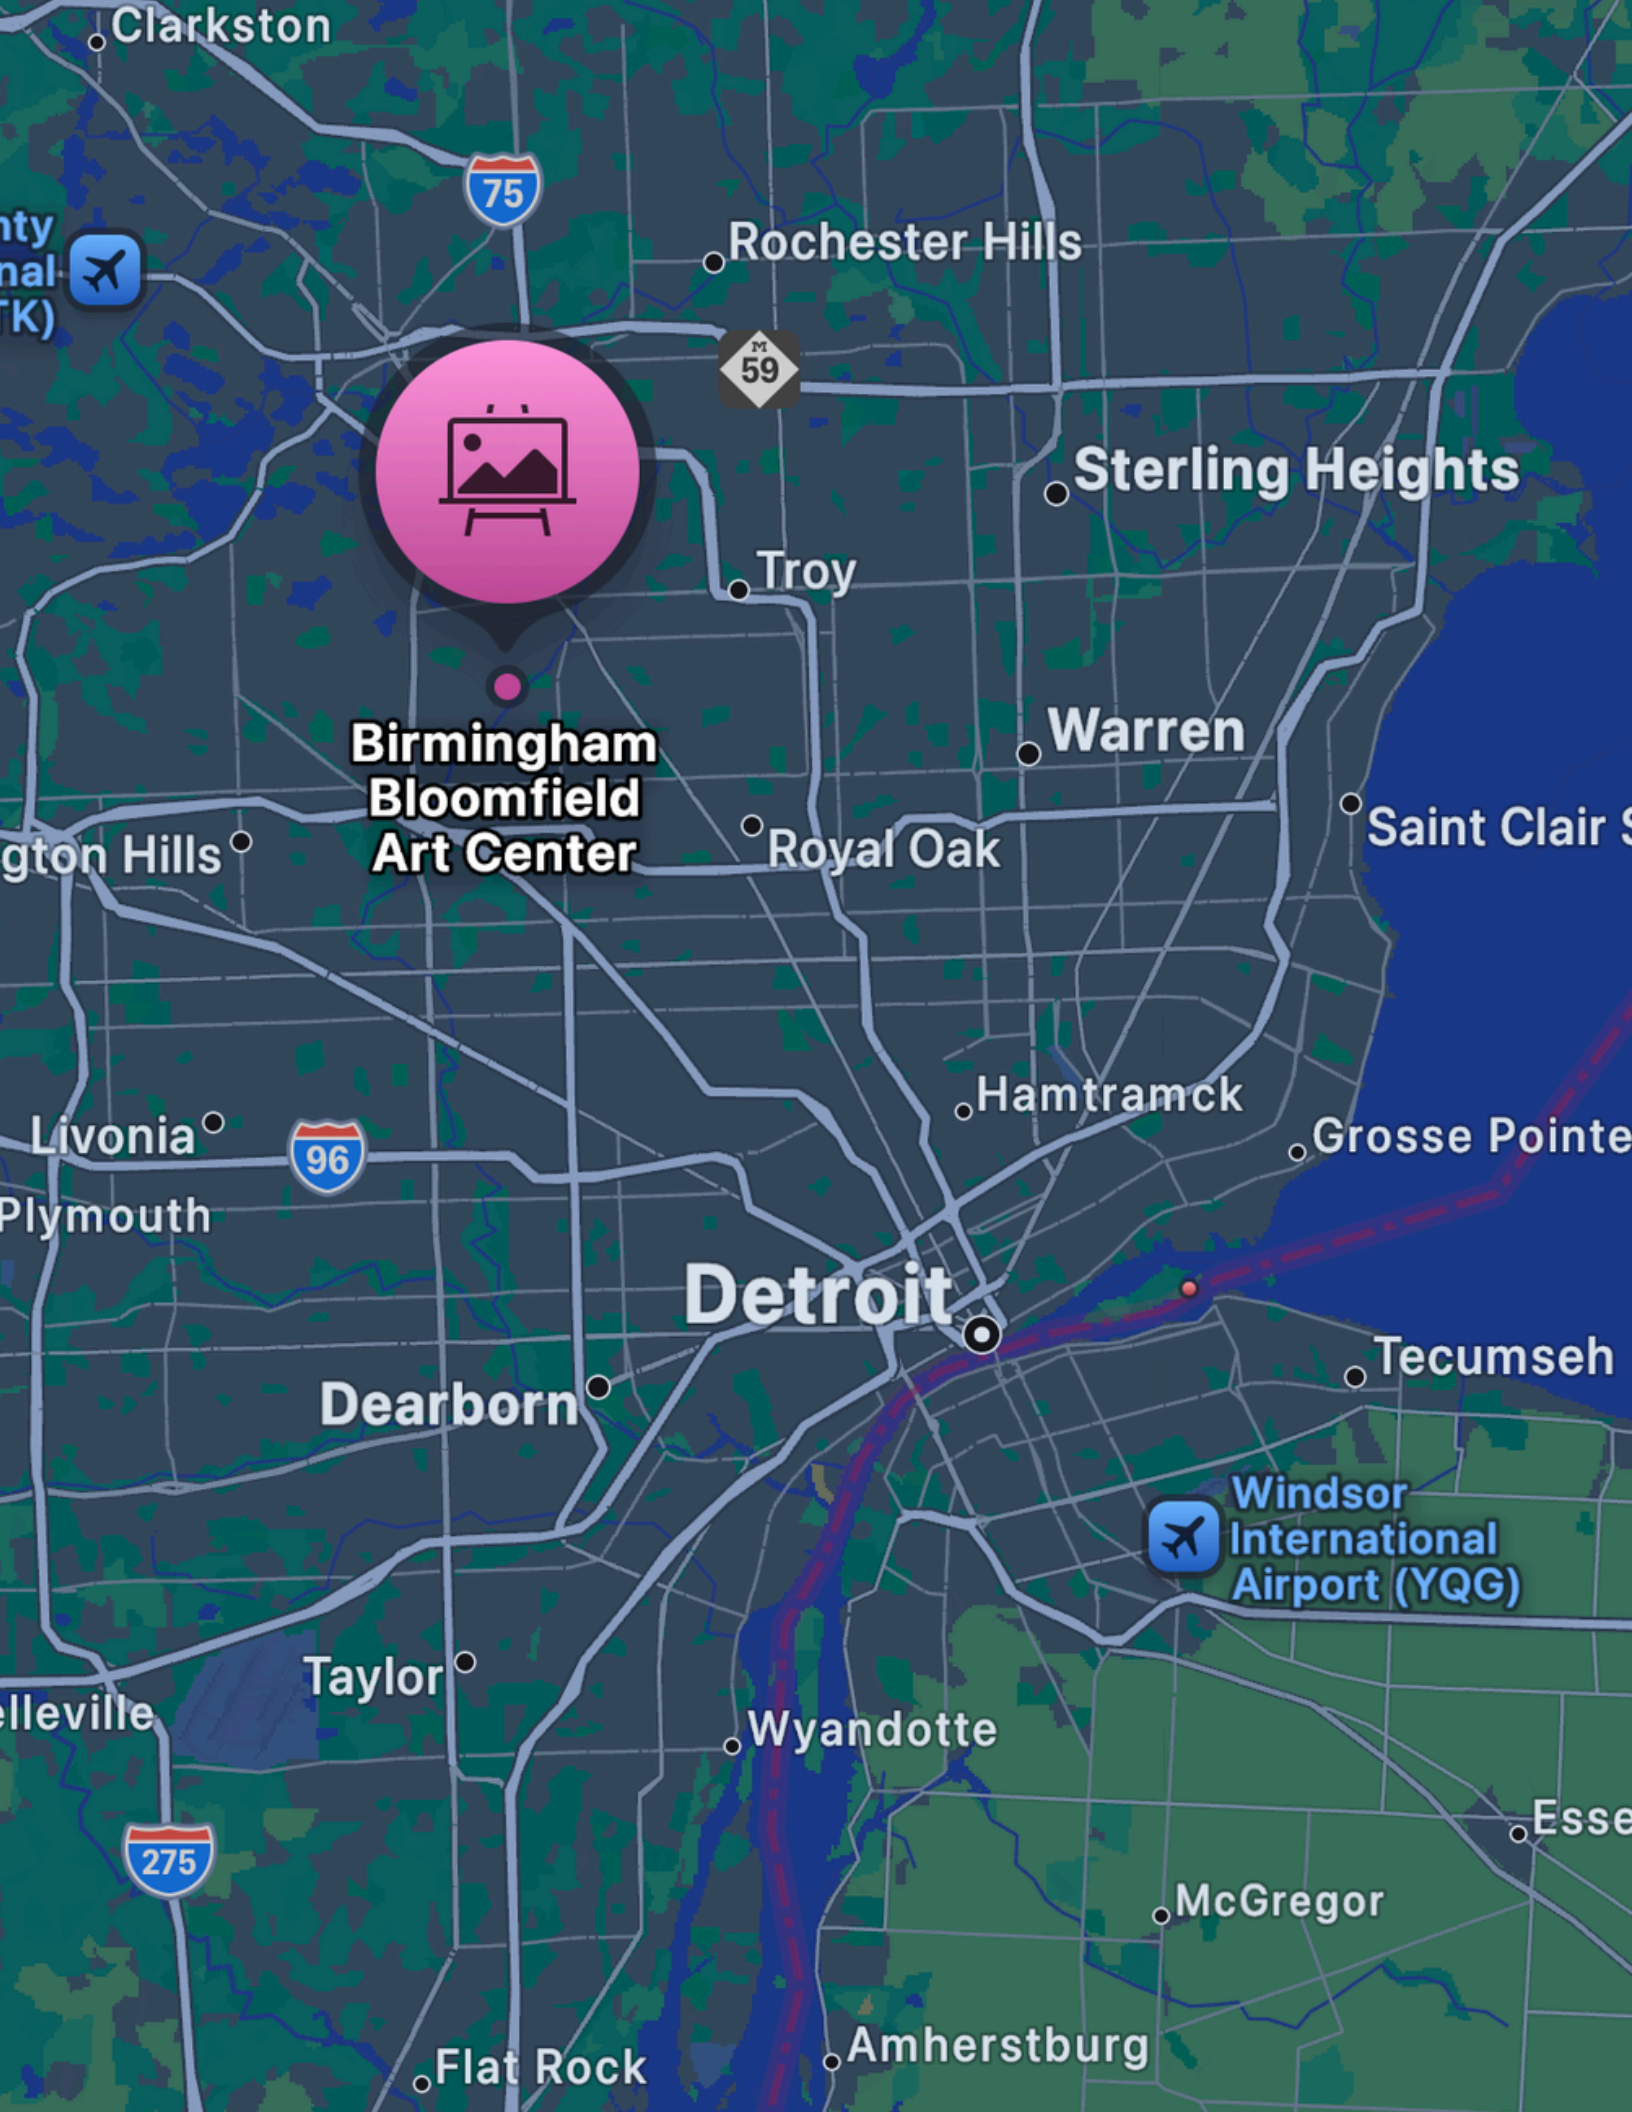 Clarkston
75
nty
nal
TK)
Rochester Hills
M
59
Sterling Heights
Troy
Birmingham
Bloomfield
Art Center
Warren
Saint Clair S
gton Hills
Royal Oak
Hamtramck
Livonia
96
Grosse Pointe
Plymouth
Detroit
Tecumseh
Dearborn
Windsor
International
Airport (YQG)
Taylor
elleville
Wyandotte
275
Esse
McGregor
Amherstburg
Flat Rock